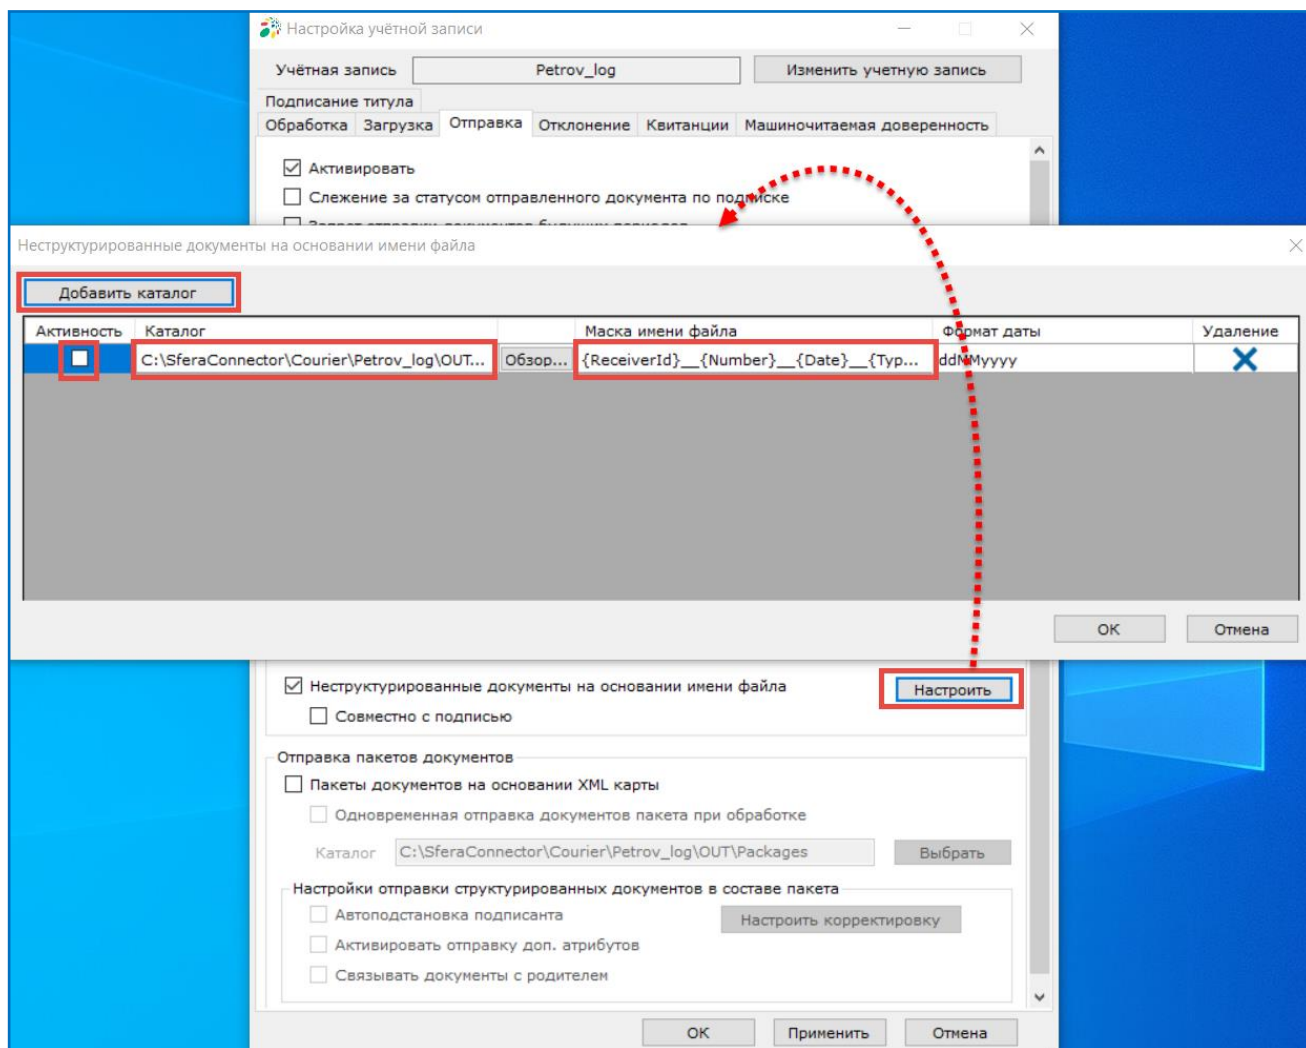 Настройка учётной записи
Учётная запись Petrov_log Изменить учетную запись
Подписание титула
Обработка Загрузка Отправка Отклонение Квитанции Машиночитаемая доверенность
Активировать
Слежение за статусом отправленного документа по подписке
Неструктурированные документы на основании имени файла
Добавить каталог
Активность Каталог Маска имени файла Формат даты Удаление
C:\SferaConnector\Courier\Petrov_log\OUT... Обзор... {ReceiverId}__{Number}__{Date}__{Typ... ddMMyyyy
ОК Отмена
Неструктурированные документы на основании имени файла Настроить
Совместно с подписью
Отправка пакетов документов
Пакеты документов на основании XML карты
Одновременная отправка документов пакета при обработке
Каталог C:\SferaConnector\Courier\Petrov_log\OUT\Packages Выбрать
Настройки отправки структурированных документов в составе пакета
Автоподстановка подписанта Настроить корректировку
Активировать отправку доп. атрибутов
Связывать документы с родителем
ОК Применить Отмена